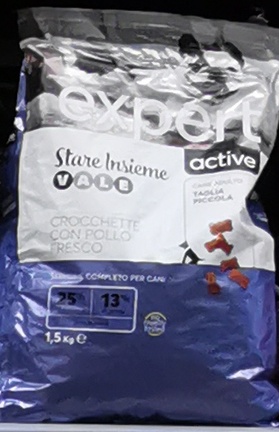 expert
active
Stare Insieme
VALE
CANE ADULTO
TAGLIA
PICCOLA
CROCCHETTE
CON POLLO
FRESCO
COMPLETO PER CANI
25% 13%
1,5 Kg e